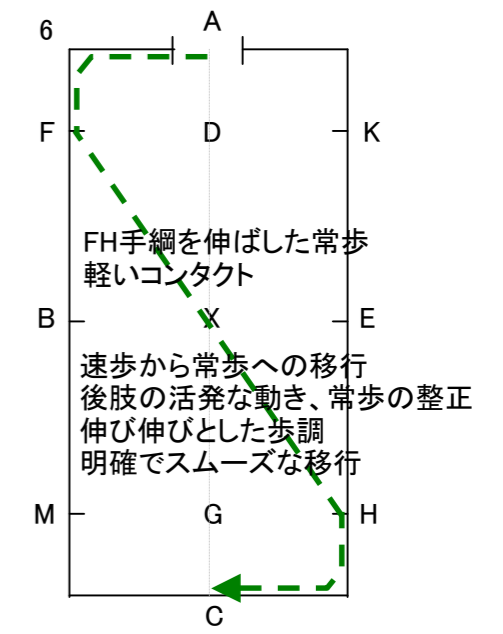 6
A
F
D
K
FH手綱を伸ばした常歩
軽いコンタクト
B
X
E
速歩から常歩への移行
後肢の活発な動き、常歩の整正
伸び伸びとした歩調
明確でスムーズな移行
M
G
H
C